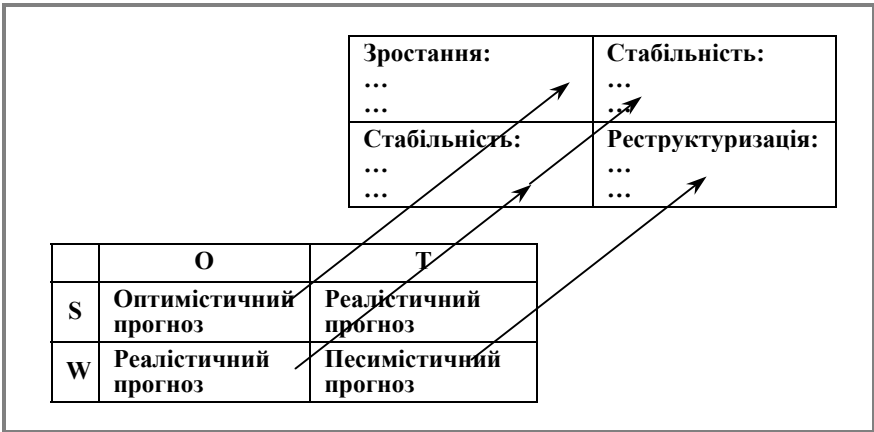 Зростання:
…
…
Стабільність:
…
…
Стабільність:
…
…
Реструктуризація:
…
…
O T
S
Оптимістичний
прогноз
Реалістичний
прогноз
W
Реалістичний
прогноз
Песимістичний
прогноз